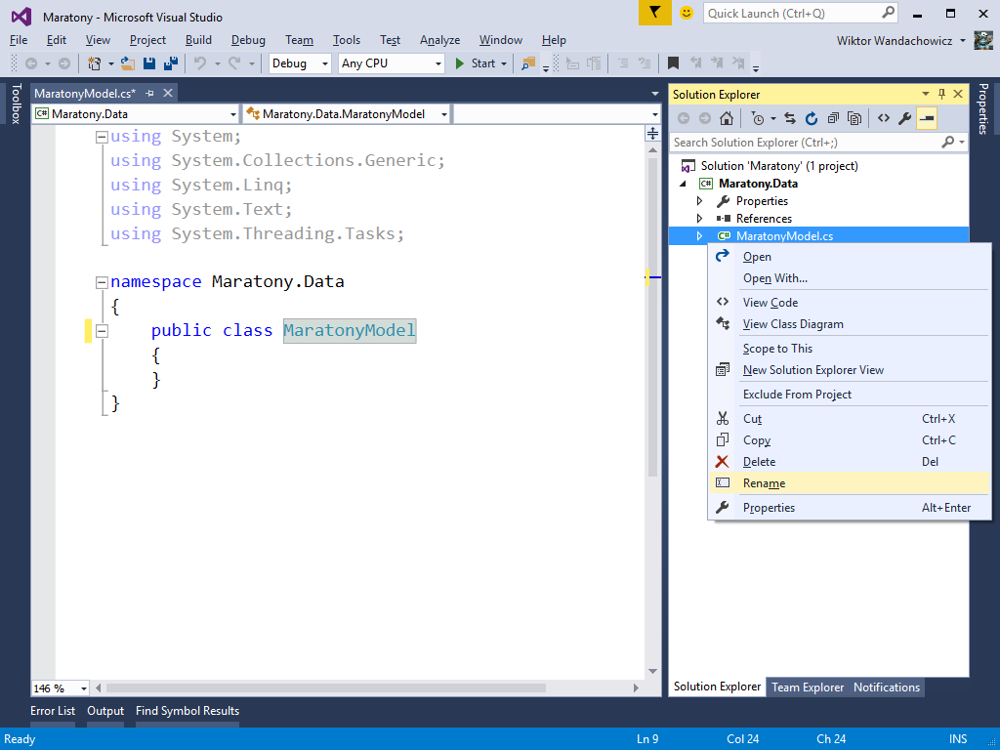 Maratony - Microsoft Visual Studio
Quick Launch (Ctrl+Q)
File Edit View Project Build Debug Team Tools Test Analyze Window Help
Wiktor Wandachowicz
Debug Any CPU Start
Toolbox
MaratonyModel.cs*
Maratony.Data Maratony.Data.MaratonyModel
using System;
using System.Collections.Generic;
using System.Linq;
using System.Text;
using System.Threading.Tasks;
namespace Maratony.Data
{
public class MaratonyModel
{
}
}
146 %
Solution Explorer
Search Solution Explorer (Ctrl+;)
Solution 'Maratony' (1 project)
C# Maratony.Data
Properties
References
C# MaratonyModel.cs
Open
Open With...
View Code
View Class Diagram
Scope to This
New Solution Explorer View
Exclude From Project
Cut Ctrl+X
Copy Ctrl+C
Delete Del
Rename
Properties Alt+Enter
Solution Explorer Team Explorer Notifications
Properties
Error List Output Find Symbol Results
Ready Ln 9 Col 24 Ch 24 INS